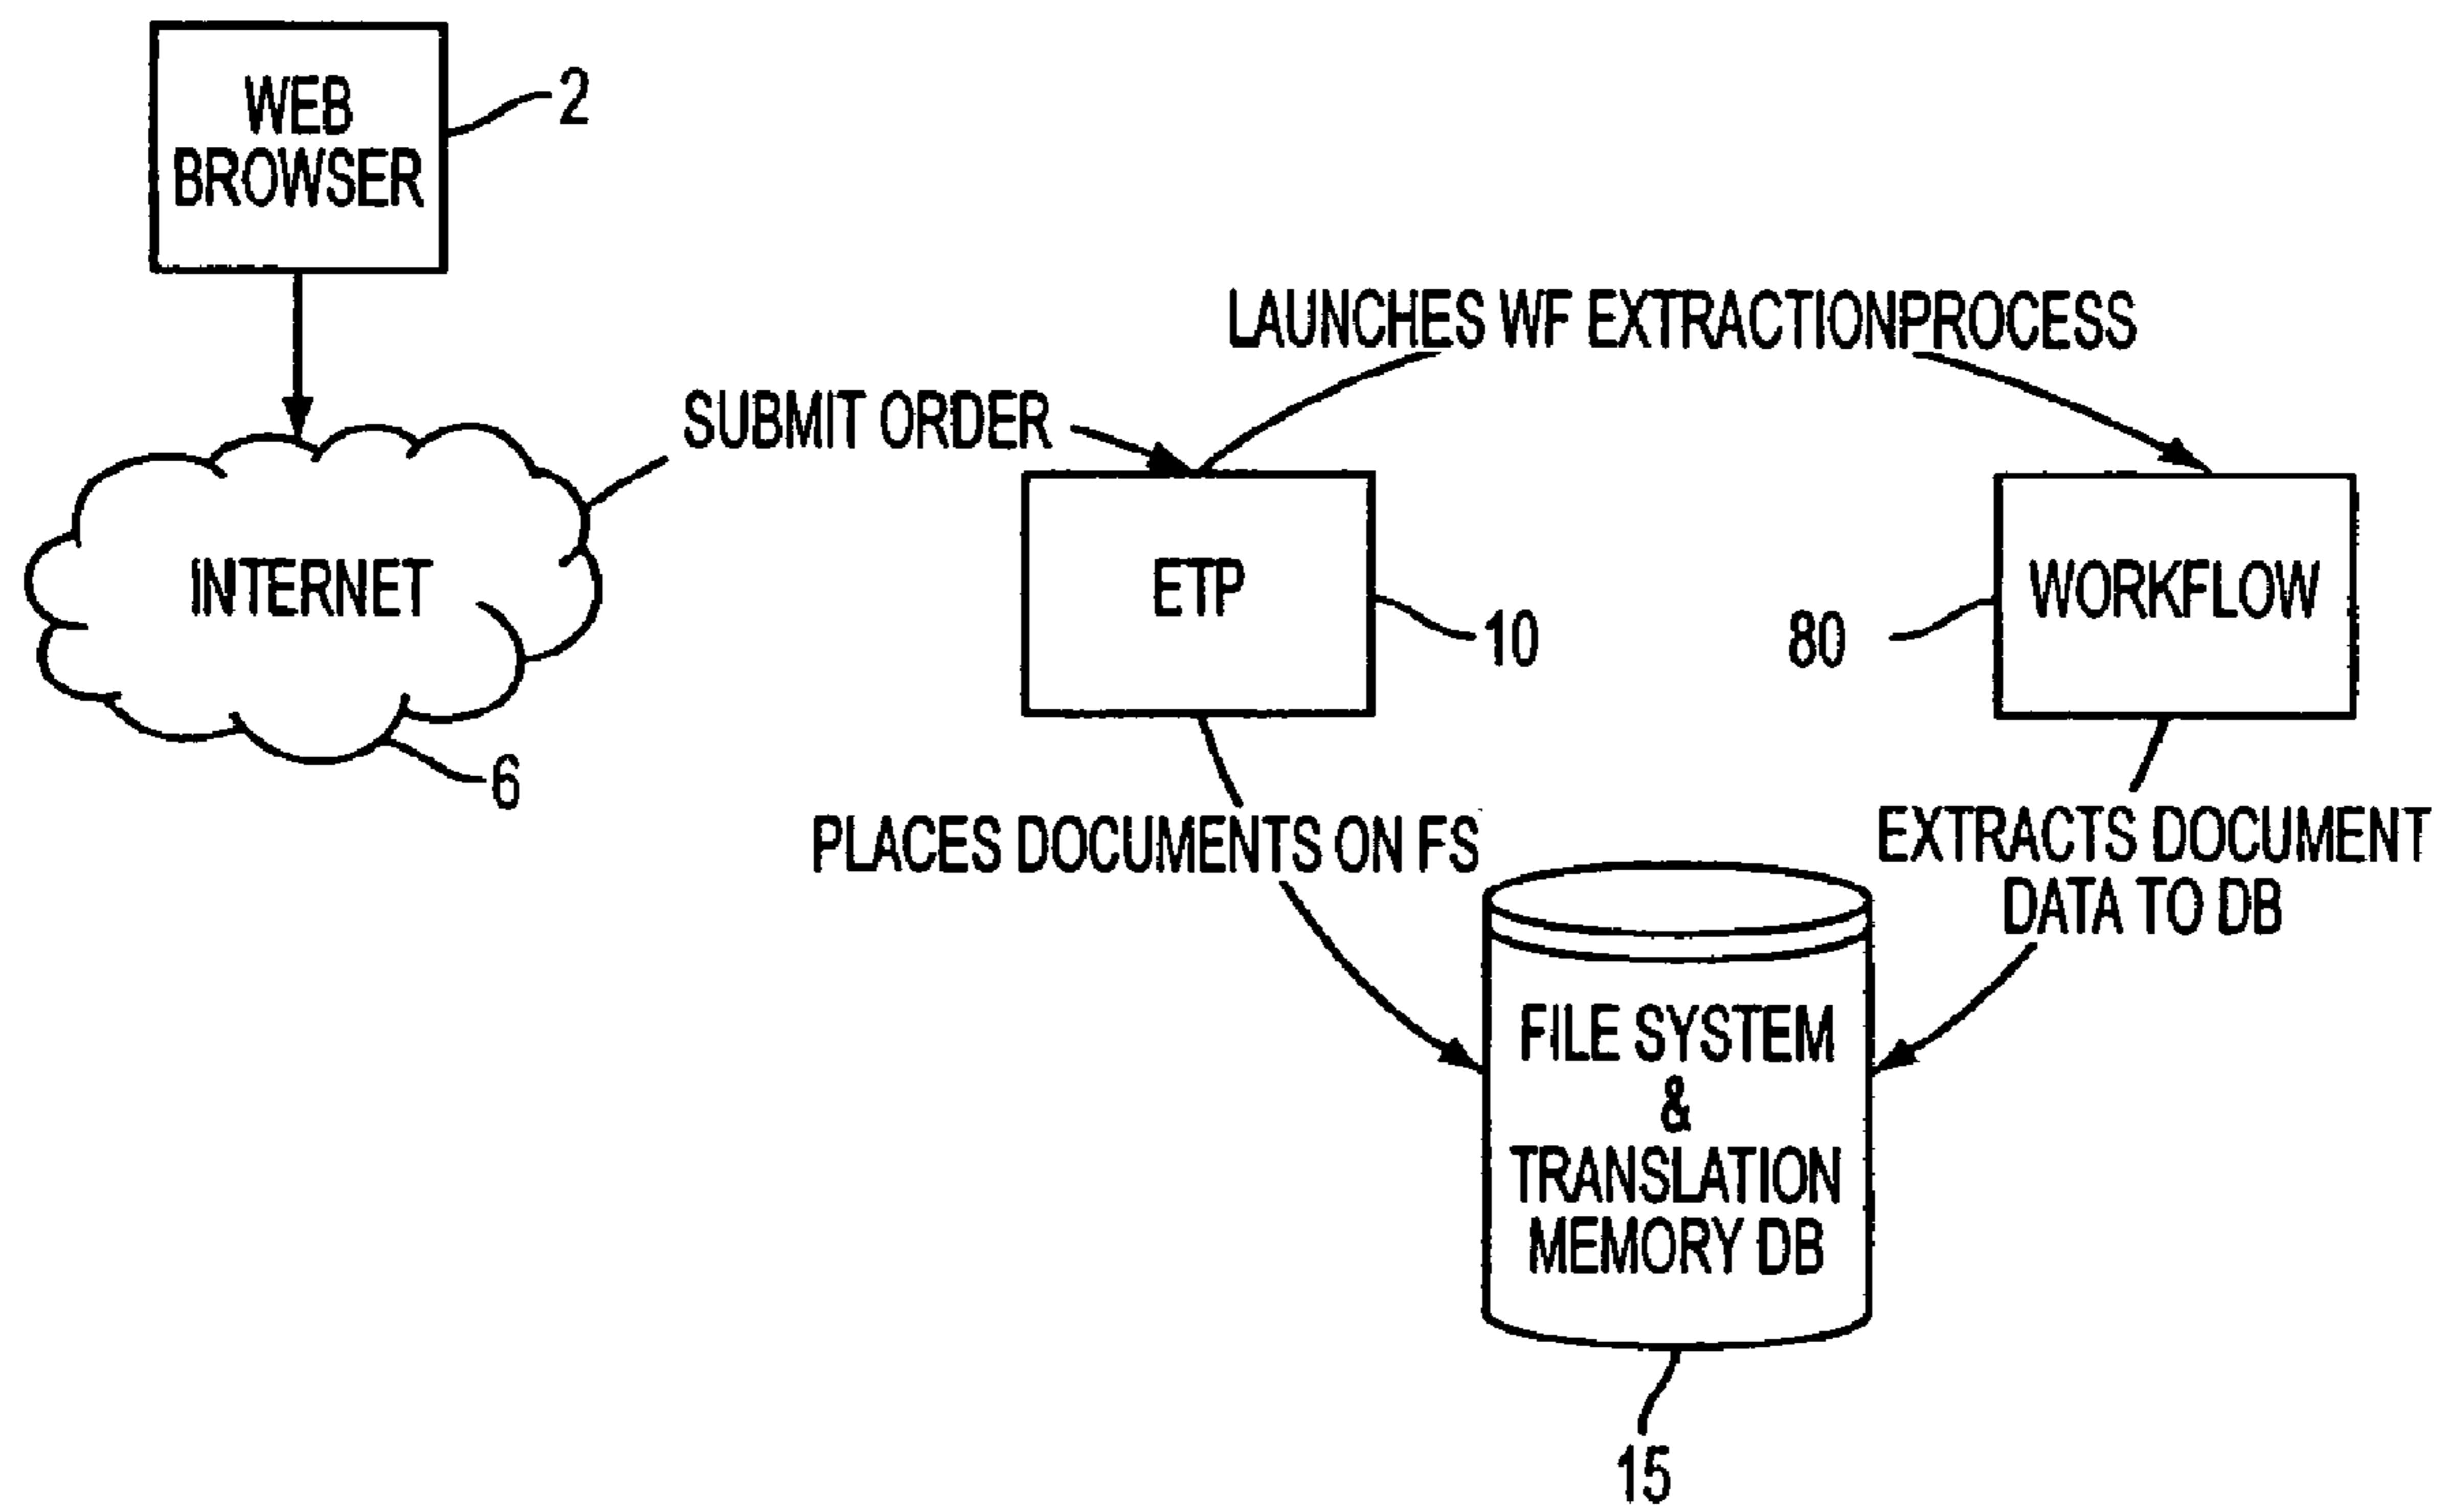 WEB
BROWSER
2
LAUNCHES WF EXTRACTIONPROCESS
SUBMIT ORDER
INTERNET
ETP
WORKFLOW
10
80
6
PLACES DOCUMENTS ON FS
EXTRACTS DOCUMENT
DATA TO DB
FILE SYSTEM
&
TRANSLATION
MEMORY DB
15